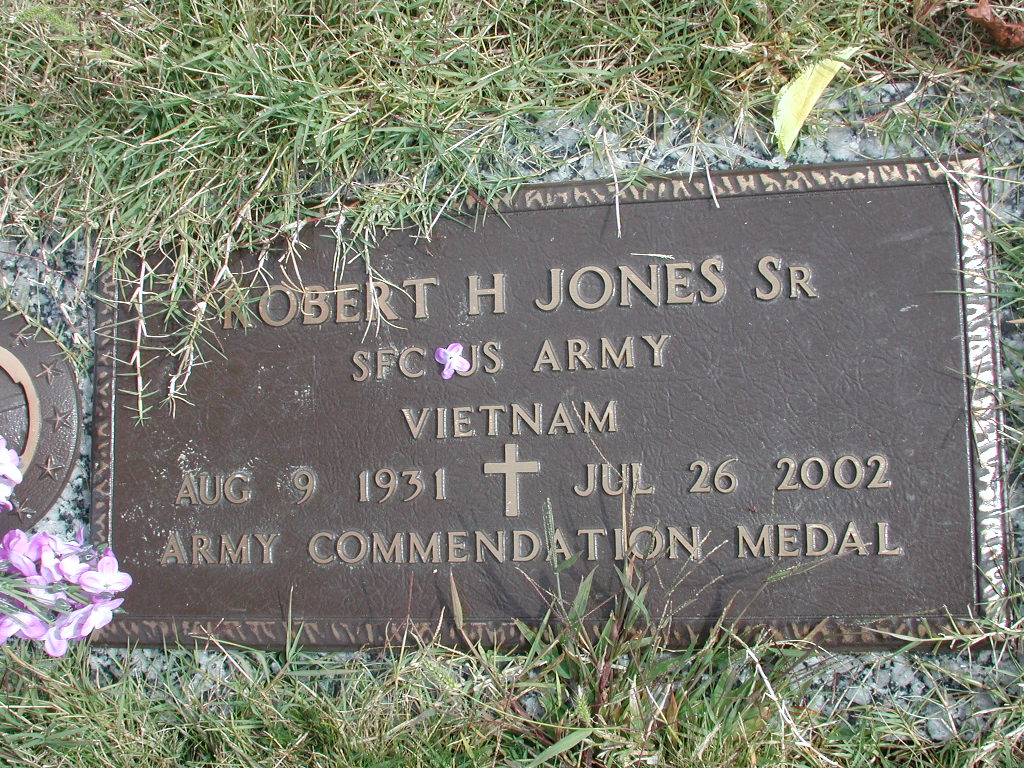 ROBERT H JONES SR
SFC US ARMY
VIETNAM
AUG 9 1931 JUL 26 2002
ARMY COMMENDATION MEDAL